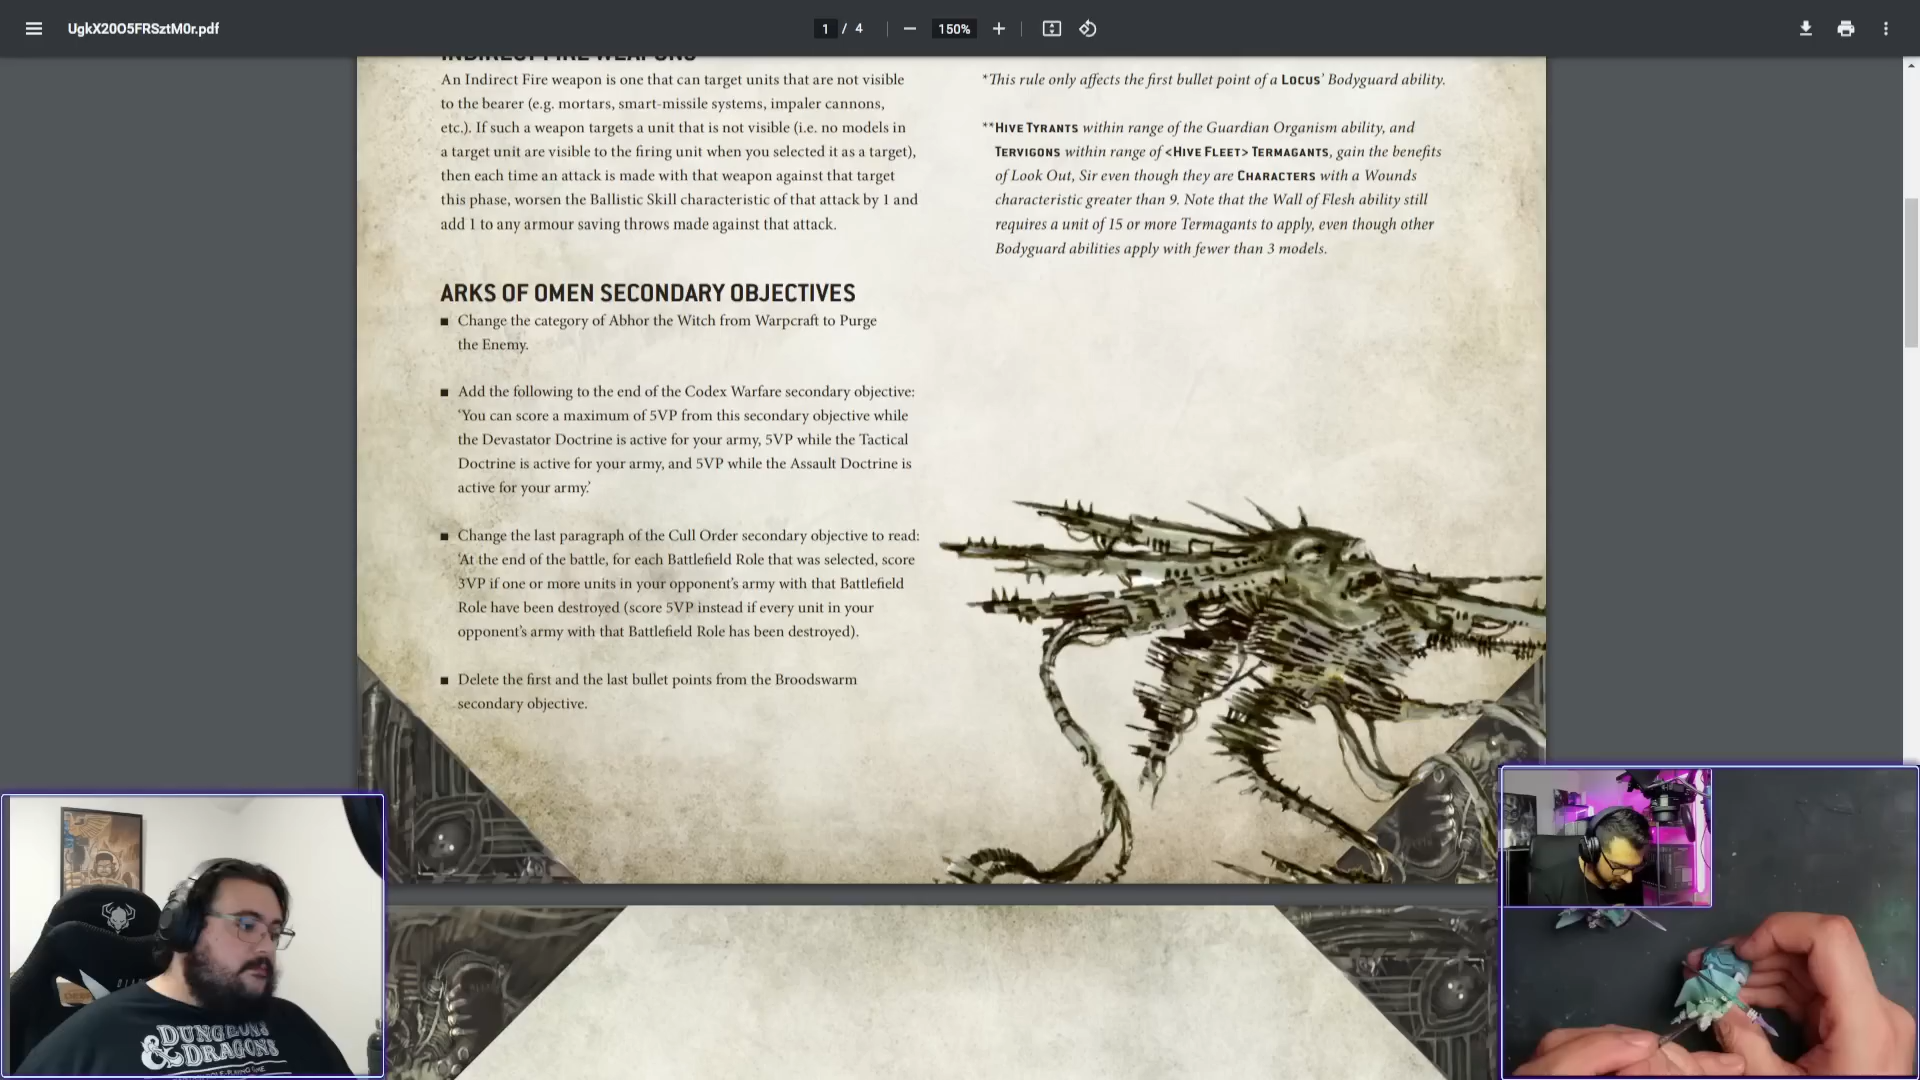 UgkX20O5FRSztM0r.pdf
1 / 4
150%
INDIRECT FIRE WEAPONS
An Indirect Fire weapon is one that can target units that are not visible
to the bearer (e.g. mortars, smart-missile systems, impaler cannons,
etc.). If such a weapon targets a unit that is not visible (i.e. no models in
a target unit are visible to the firing unit when you selected it as a target),
then each time an attack is made with that weapon against that target
this phase, worsen the Ballistic Skill characteristic of that attack by 1 and
add 1 to any armour saving throws made against that attack.
ARKS OF OMEN SECONDARY OBJECTIVES
■ Change the category of Abhor the Witch from Warpcraft to Purge
the Enemy.
■ Add the following to the end of the Codex Warfare secondary objective:
‘You can score a maximum of 5VP from this secondary objective while
the Devastator Doctrine is active for your army, 5VP while the Tactical
Doctrine is active for your army, and 5VP while the Assault Doctrine is
active for your army.’
■ Change the last paragraph of the Cull Order secondary objective to read:
‘At the end of the battle, for each Battlefield Role that was selected, score
3VP if one or more units in your opponent’s army with that Battlefield
Role have been destroyed (score 5VP instead if every unit in your
opponent’s army with that Battlefield Role has been destroyed).
■ Delete the first and the last bullet points from the Broodswarm
secondary objective.
*This rule only affects the first bullet point of a LOCUS’ Bodyguard ability.
**HIVE TYRANTS within range of the Guardian Organism ability, and
TERVIGONS within range of <HIVE FLEET> TERMAGANTS, gain the benefits
of Look Out, Sir even though they are CHARACTERS with a Wounds
characteristic greater than 9. Note that the Wall of Flesh ability still
requires a unit of 15 or more Termagants to apply, even though other
Bodyguard abilities apply with fewer than 3 models.
DUNGEONS
& DRAGONS